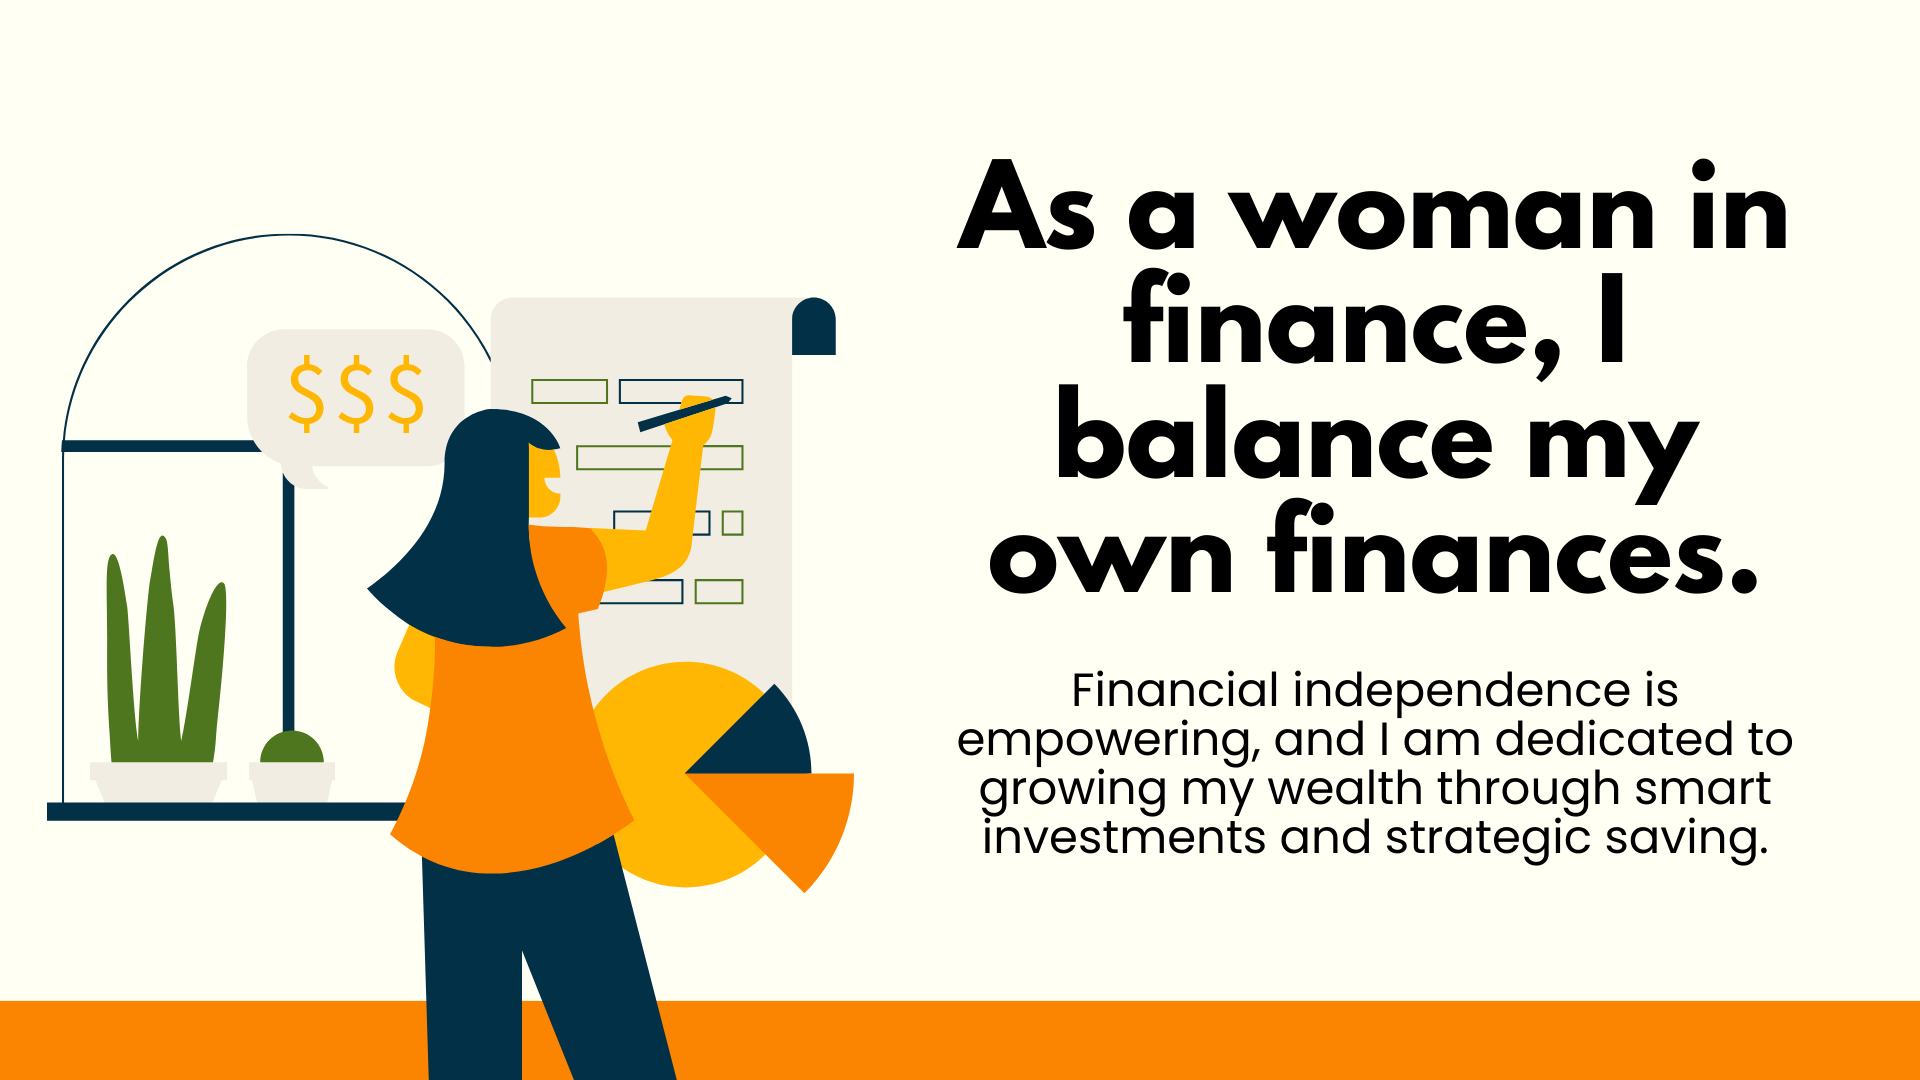 $$$
As a woman in
finance, I
balance my
own finances.
Financial independence is
empowering, and I am dedicated to
growing my wealth through smart
investments and strategic saving.